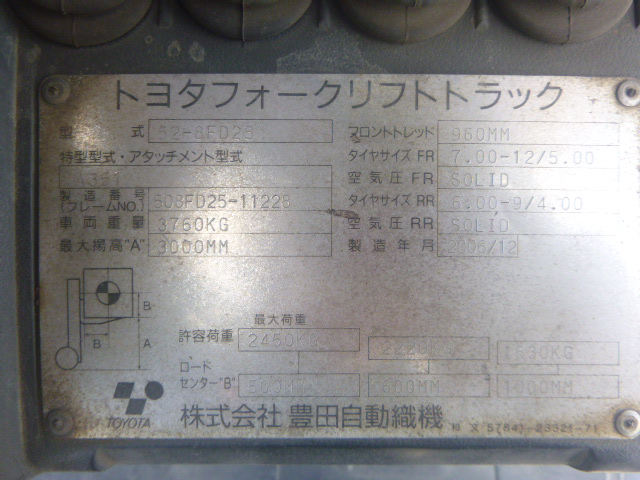 トヨタフォークリフトトラック
型 式 52-8FD25
フロントトレッド 960MM
特型型式・アタッチメント型式
タイヤサイズ FR 7.00-12/5.00
空気圧 FR SOLID
製造番号
(フレームNO.) 608FD25-11228
タイヤサイズ RR 6.00-9/4.00
車両重量 3760KG
空気圧 RR SOLID
最大揚高"A" 3000MM
製造年月 2006/12
B
B A
最大荷重
許容荷重 2450KG
ロード
センター"B" 600MM 1000MM
TOYOTA
株式会社 豊田自動織機
57641-23321-71